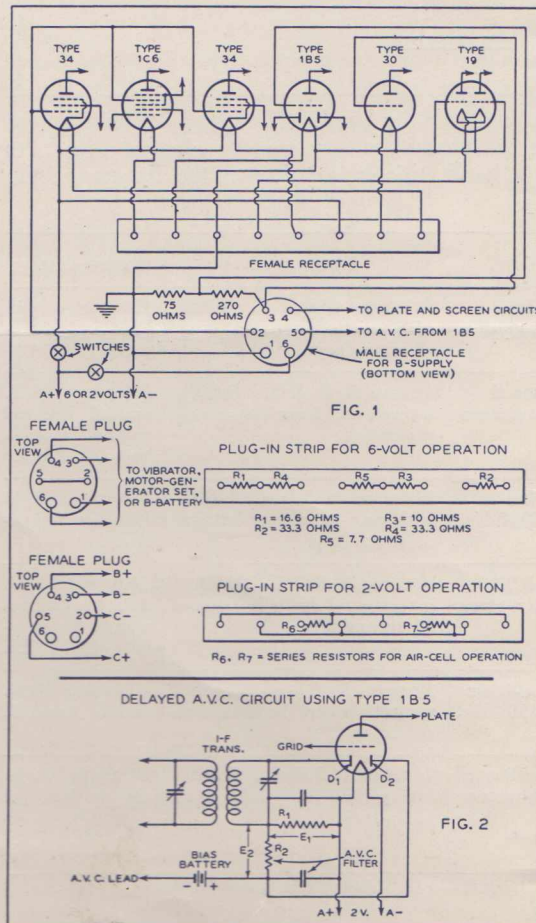 TYPE 34
TYPE 1C6
TYPE 34
TYPE 1B5
TYPE 30
TYPE 19
FEMALE RECEPTACLE
75 OHMS
270 OHMS
3 4
TO PLATE AND SCREEN CIRCUITS
2 5
TO A.V.C. FROM 1B5
1 6
MALE RECEPTACLE
FOR B-SUPPLY
(BOTTOM VIEW)
SWITCHES
A+ 6 OR 2 VOLTS A-
FIG. 1
FEMALE PLUG
TOP VIEW
4 3
5 2
6 1
TO VIBRATOR,
MOTOR-GEN-
ERATOR SET,
OR B-BATTERY
PLUG-IN STRIP FOR 6-VOLT OPERATION
R1 R4 R5 R3 R2
R1 = 16.6 OHMS R3 = 10 OHMS
R2 = 33.3 OHMS R4 = 33.3 OHMS
R5 = 7.7 OHMS
FEMALE PLUG
TOP VIEW
4 3
5 2
6 1
B+
B-
C-
C+
PLUG-IN STRIP FOR 2-VOLT OPERATION
R6 R7
R6, R7 = SERIES RESISTORS FOR AIR-CELL OPERATION
DELAYED A.V.C. CIRCUIT USING TYPE 1B5
PLATE
I-F TRANS.
GRID
D1 D2
R1
E1
E2
R2
A.V.C. FILTER
FIG. 2
BIAS BATTERY
A.V.C. LEAD
- +
A+ 2V. A-